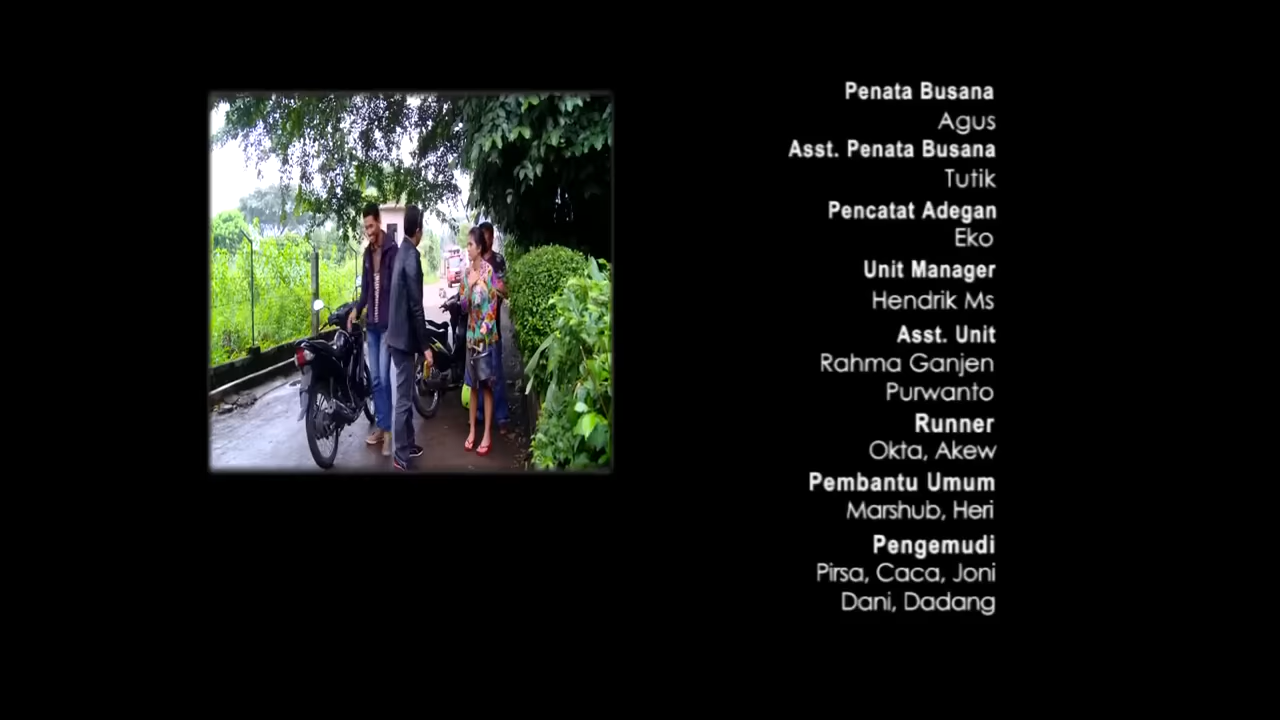 Penata Busana
Agus
Asst. Penata Busana
Tutik
Pencatat Adegan
Eko
Unit Manager
Hendrik Ms
Asst. Unit
Rahma Ganjen
Purwanto
Runner
Okta, Akew
Pembantu Umum
Marshub, Heri
Pengemudi
Pirsa, Caca, Joni
Dani, Dadang